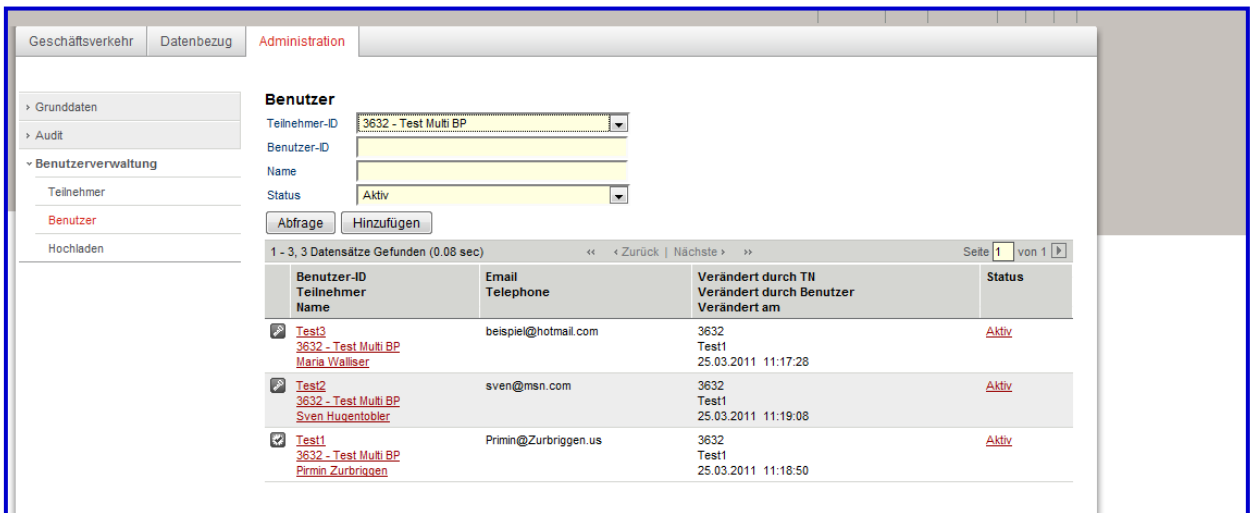 Geschäftsverkehr Datenbezug Administration
› Grunddaten
› Audit
Benutzerverwaltung
Teilnehmer
Benutzer
Hochladen
Benutzer
Teilnehmer-ID 3632 - Test Multi BP
Benutzer-ID
Name
Status Aktiv
Abfrage Hinzufügen
1 - 3, 3 Datensätze Gefunden (0.08 sec) ‹‹ ‹ Zurück | Nächste › ›› Seite 1 von 1
Benutzer-ID Email Verändert durch TN Status
Teilnehmer Telephone Verändert durch Benutzer
Name Verändert am
Test3 beispiel@hotmail.com 3632 Aktiv
3632 - Test Multi BP Test1
Maria Walliser 25.03.2011 11:17:28
Test2 sven@msn.com 3632 Aktiv
3632 - Test Multi BP Test1
Sven Hugentobler 25.03.2011 11:19:08
Test1 Primin@Zurbriggen.us 3632 Aktiv
3632 - Test Multi BP Test1
Pirmin Zurbriggen 25.03.2011 11:18:50